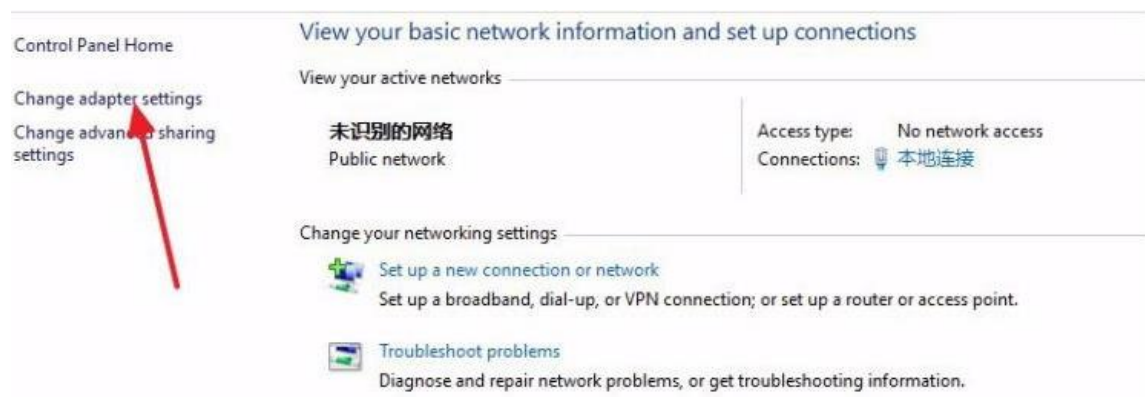 Control Panel Home
Change adapter settings
Change advanced sharing
settings
View your basic network information and set up connections
View your active networks
未识别的网络
Public network
Access type: No network access
Connections: 本地连接
Change your networking settings
Set up a new connection or network
Set up a broadband, dial-up, or VPN connection; or set up a router or access point.
Troubleshoot problems
Diagnose and repair network problems, or get troubleshooting information.